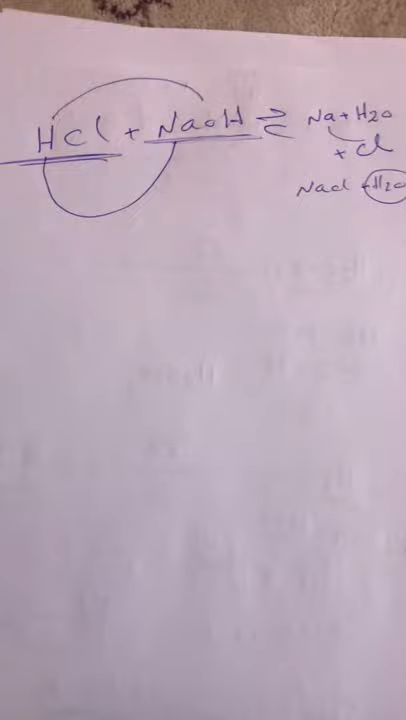 HCl + NaOH ⇌ Na + H2O
+ Cl
NaCl + H2O